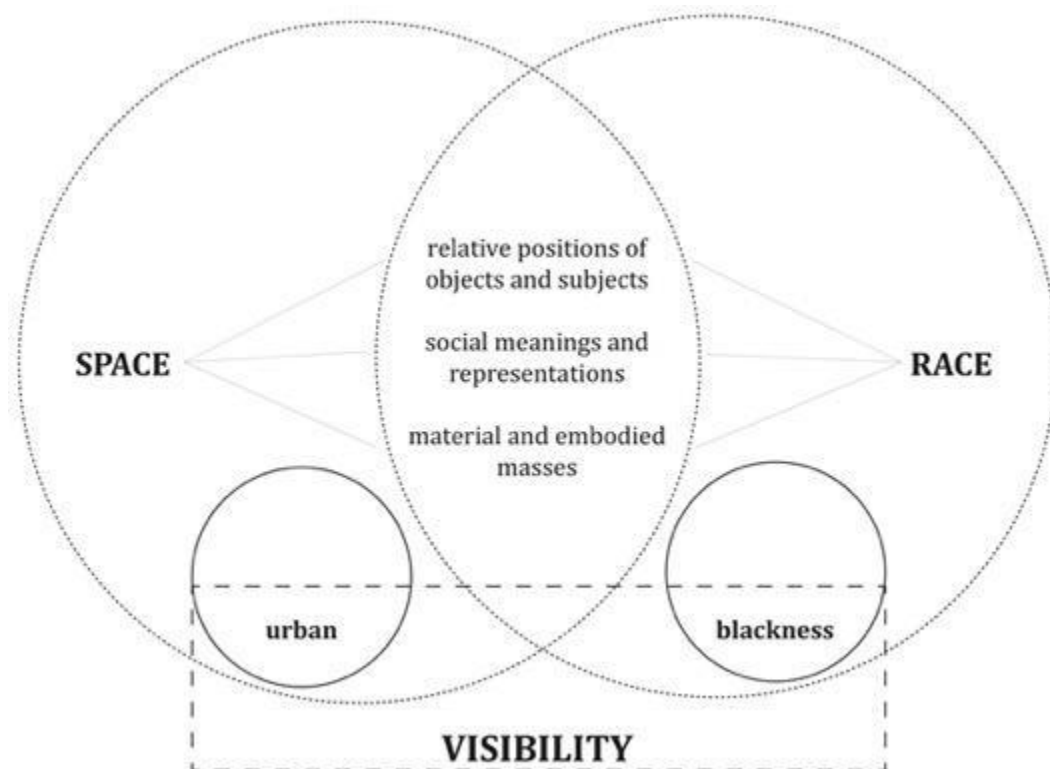 relative positions of
objects and subjects
SPACE
social meanings and
representations
RACE
material and embodied
masses
urban
blackness
VISIBILITY